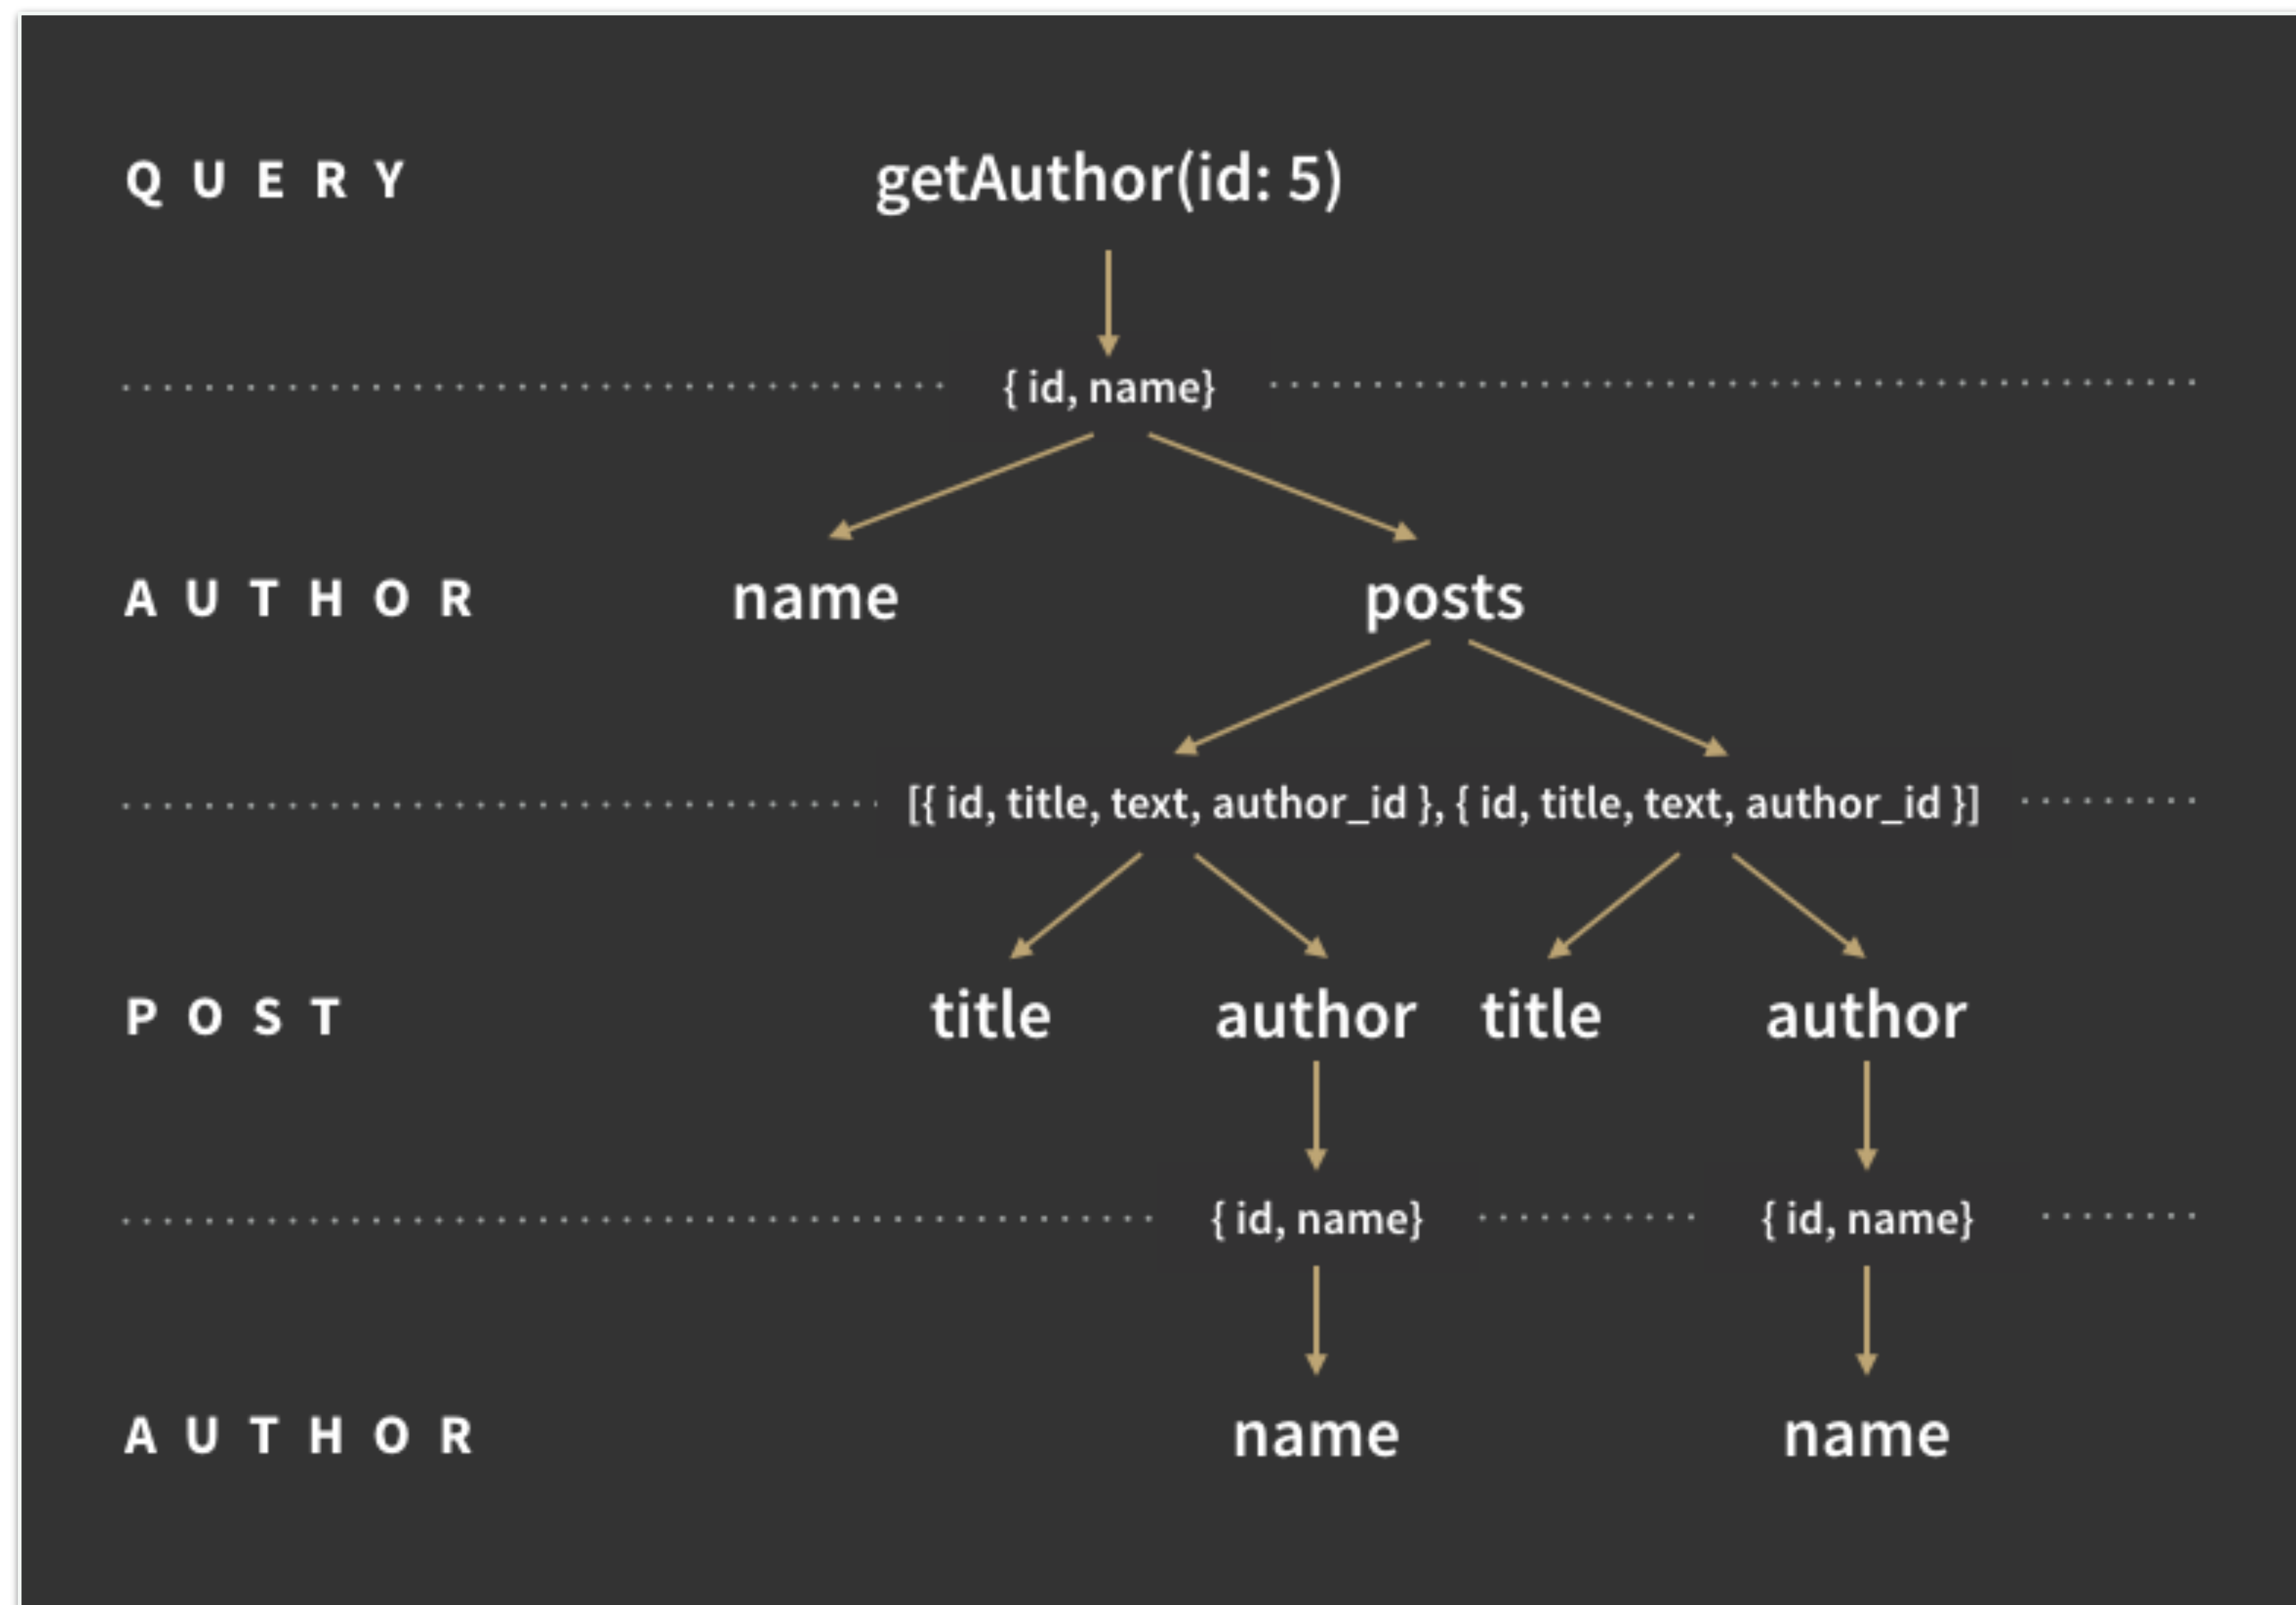 QUERY getAuthor(id: 5)
{ id, name}
AUTHOR name posts
[{ id, title, text, author_id }, { id, title, text, author_id }]
POST title author title author
{ id, name} { id, name}
AUTHOR name name